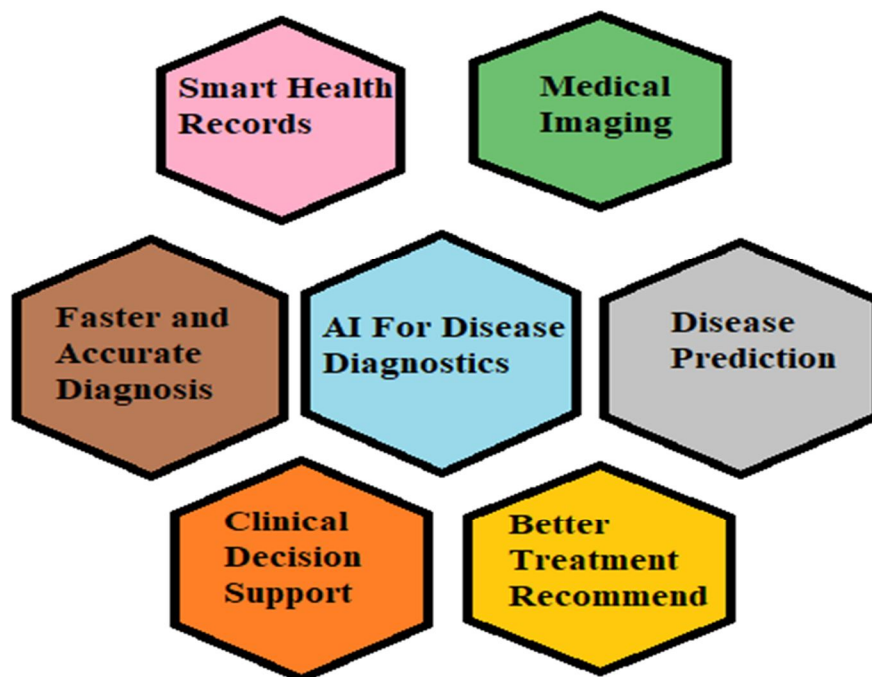 Smart Health
Records
Medical
Imaging
Faster and
Accurate
Diagnosis
AI For Disease
Diagnostics
Disease
Prediction
Clinical
Decision
Support
Better
Treatment
Recommend